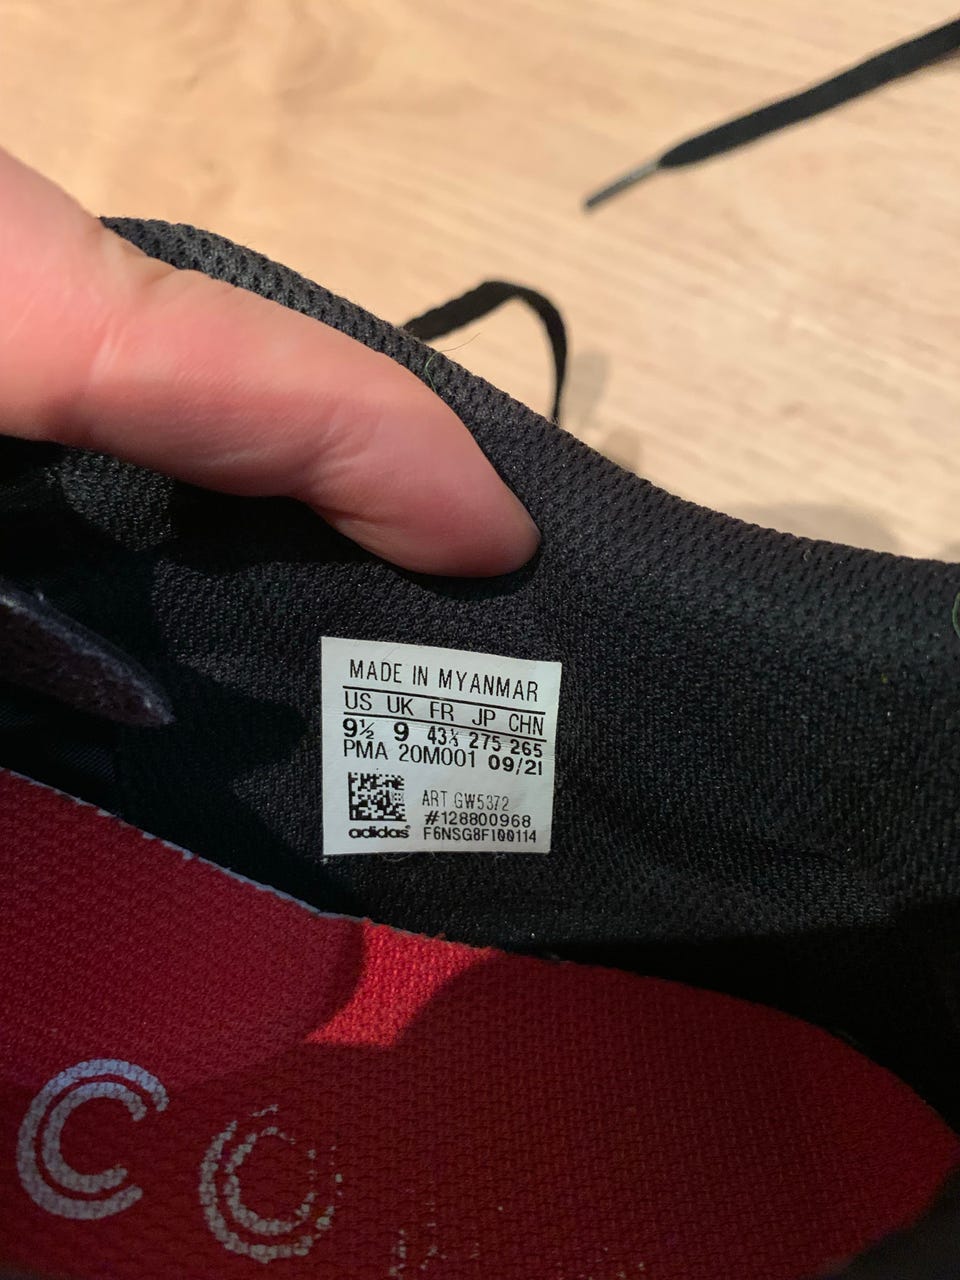 MADE IN MYANMAR
US UK FR JP CHN
9½ 9 43⅓ 275 265
PMA 20M001 09/21
ART GW5372
#128800968
adidas F6NSG8F100114
CO